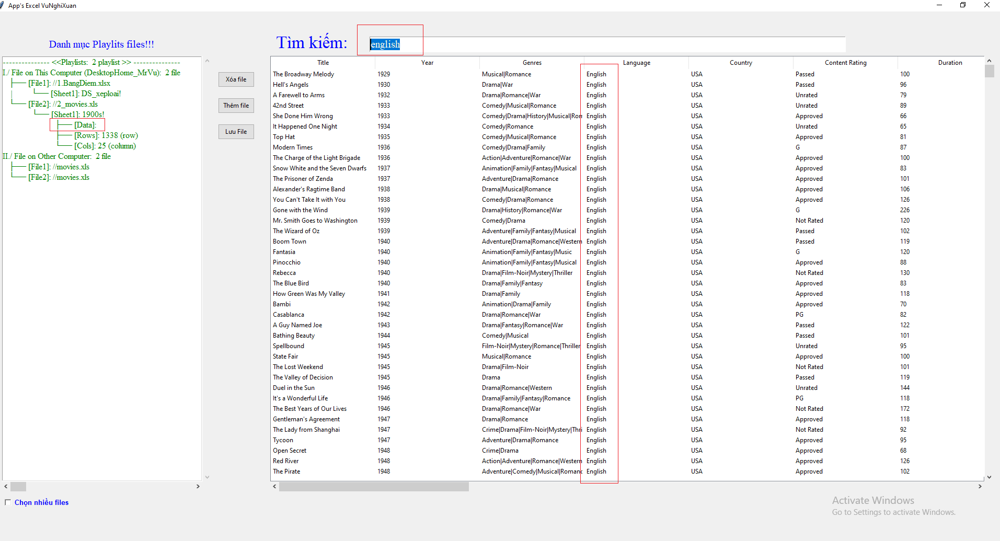 App's Excel VuNghiXuan
Danh mục Playlits files!!!
Tìm kiếm: english
--------------- <<Playlists:  2 playlist >> ---------------
I./ File on This Computer (DesktopHome_MrVu):  2 file
├── [File1]: //1.BangDiem.xlsx
│   └── [Sheet1]: DS_xeploai!
└── [File2]: //2_movies.xls
└── [Sheet1]: 1900s!
├── [Data]:
├── [Rows]: 1338 (row)
└── [Cols]: 25 (column)
II./ File on Other Computer:  2 file
├── [File1]: //movies.xls
└── [File2]: //movies.xls
Xóa file
Thêm file
Lưu File
Title Year Genres Language Country Content Rating Duration
The Broadway Melody 1929 Musical|Romance English USA Passed 100
Hell's Angels 1930 Drama|War English USA Passed 96
A Farewell to Arms 1932 Drama|Romance|War English USA Unrated 79
42nd Street 1933 Comedy|Musical|Romance English USA Unrated 89
She Done Him Wrong 1933 Comedy|Drama|History|Musical|Ron English USA Approved 66
It Happened One Night 1934 Comedy|Romance English USA Unrated 65
Top Hat 1935 Comedy|Musical|Romance English USA Approved 81
Modern Times 1936 Comedy|Drama|Family English USA G 87
The Charge of the Light Brigade 1936 Action|Adventure|Romance|War English USA Approved 100
Snow White and the Seven Dwarfs 1937 Animation|Family|Fantasy|Musical English USA Approved 83
The Prisoner of Zenda 1937 Adventure|Drama|Romance English USA Approved 101
Alexander's Ragtime Band 1938 Drama|Musical|Romance English USA Approved 106
You Can't Take It with You 1938 Comedy|Drama|Romance English USA Approved 126
Gone with the Wind 1939 Drama|History|Romance|War English USA G 226
Mr. Smith Goes to Washington 1939 Comedy|Drama English USA Not Rated 120
The Wizard of Oz 1939 Adventure|Family|Fantasy|Musical English USA Passed 102
Boom Town 1940 Adventure|Drama|Romance|Western English USA Passed 119
Fantasia 1940 Animation|Family|Fantasy|Music English USA G 120
Pinocchio 1940 Animation|Family|Fantasy|Musical English USA Approved 88
Rebecca 1940 Drama|Film-Noir|Mystery|Thriller English USA Not Rated 130
The Blue Bird 1940 Drama|Family|Fantasy English USA Approved 83
How Green Was My Valley 1941 Drama|Family English USA Approved 118
Bambi 1942 Animation|Drama|Family English USA Approved 70
Casablanca 1942 Drama|Romance|War English USA PG 82
A Guy Named Joe 1943 Drama|Fantasy|Romance|War English USA Passed 122
Bathing Beauty 1944 Comedy|Musical English USA Passed 101
Spellbound 1945 Film-Noir|Mystery|Romance|Thriller English USA Unrated 95
State Fair 1945 Musical|Romance English USA Approved 100
The Lost Weekend 1945 Drama|Film-Noir English USA Not Rated 101
The Valley of Decision 1945 Drama English USA Passed 119
Duel in the Sun 1946 Drama|Romance|Western English USA Unrated 144
It's a Wonderful Life 1946 Drama|Family|Fantasy|Romance English USA PG 118
The Best Years of Our Lives 1946 Drama|Romance|War English USA Not Rated 172
Gentleman's Agreement 1947 Drama|Romance English USA Approved 118
The Lady from Shanghai 1947 Crime|Drama|Film-Noir|Mystery|Thri English USA Not Rated 92
Tycoon 1947 Adventure|Drama|Romance English USA Approved 95
Open Secret 1948 Crime|Drama English USA Approved 68
Red River 1948 Action|Adventure|Romance|Western English USA Approved 126
The Pirate 1948 Adventure|Comedy|Musical|Romanc English USA Approved 102
Chọn nhiều files
Activate Windows
Go to Settings to activate Windows.